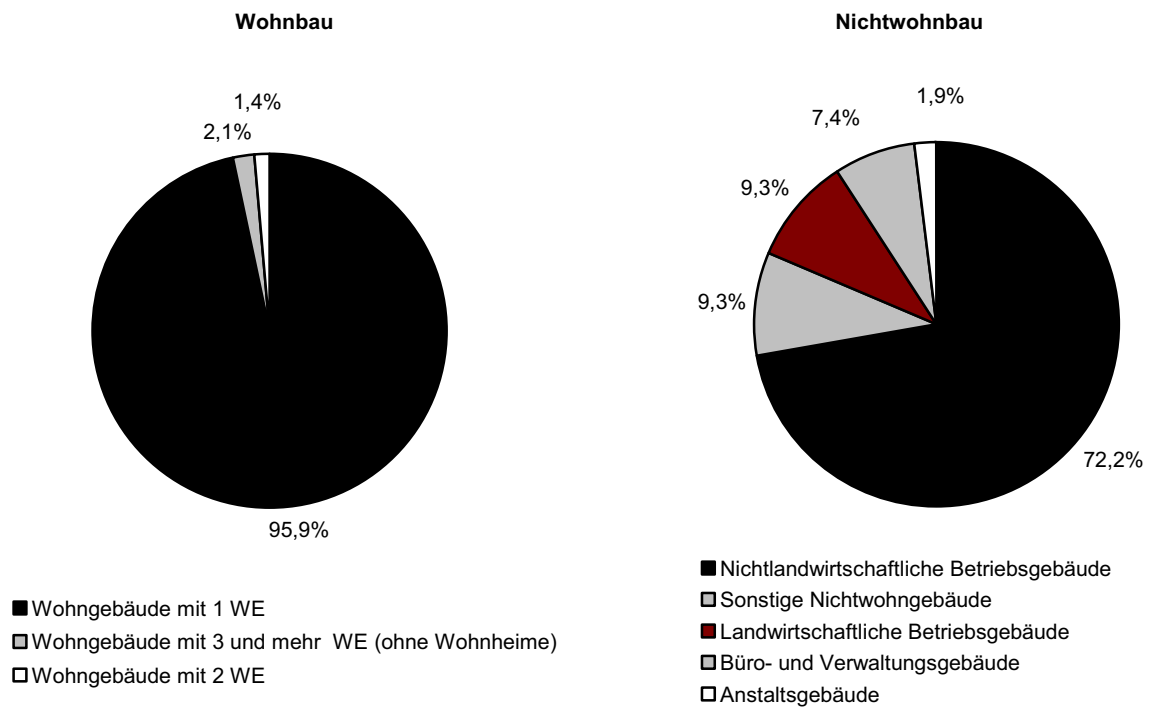 Wohnbau
1,4%
2,1%
95,9%
Wohngebäude mit 1 WE
Wohngebäude mit 3 und mehr WE (ohne Wohnheime)
Wohngebäude mit 2 WE
Nichtwohnbau
1,9%
7,4%
9,3%
9,3%
72,2%
Nichtlandwirtschaftliche Betriebsgebäude
Sonstige Nichtwohngebäude
Landwirtschaftliche Betriebsgebäude
Büro- und Verwaltungsgebäude
Anstaltsgebäude